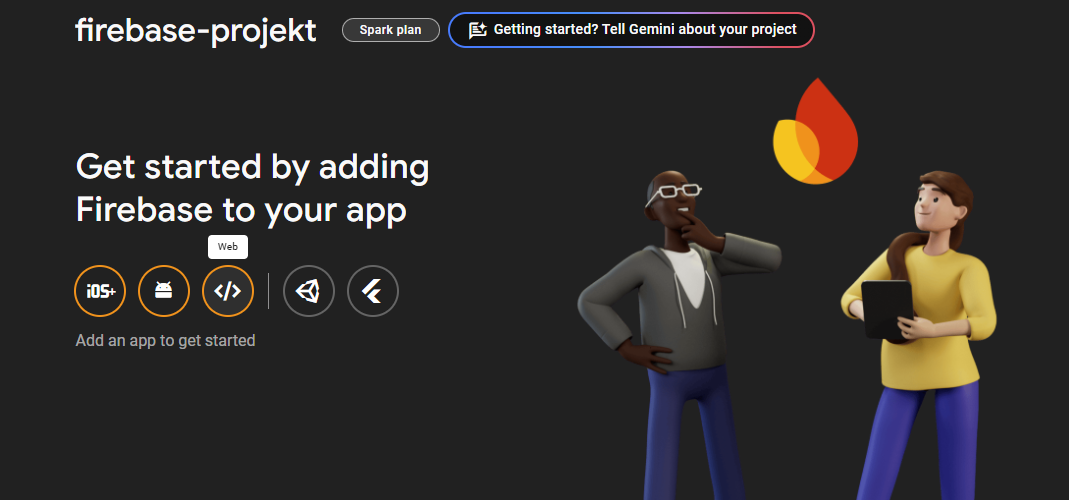 firebase-projekt
Spark plan
Getting started? Tell Gemini about your project
Get started by adding
Firebase to your app
Web
iOS+
Add an app to get started